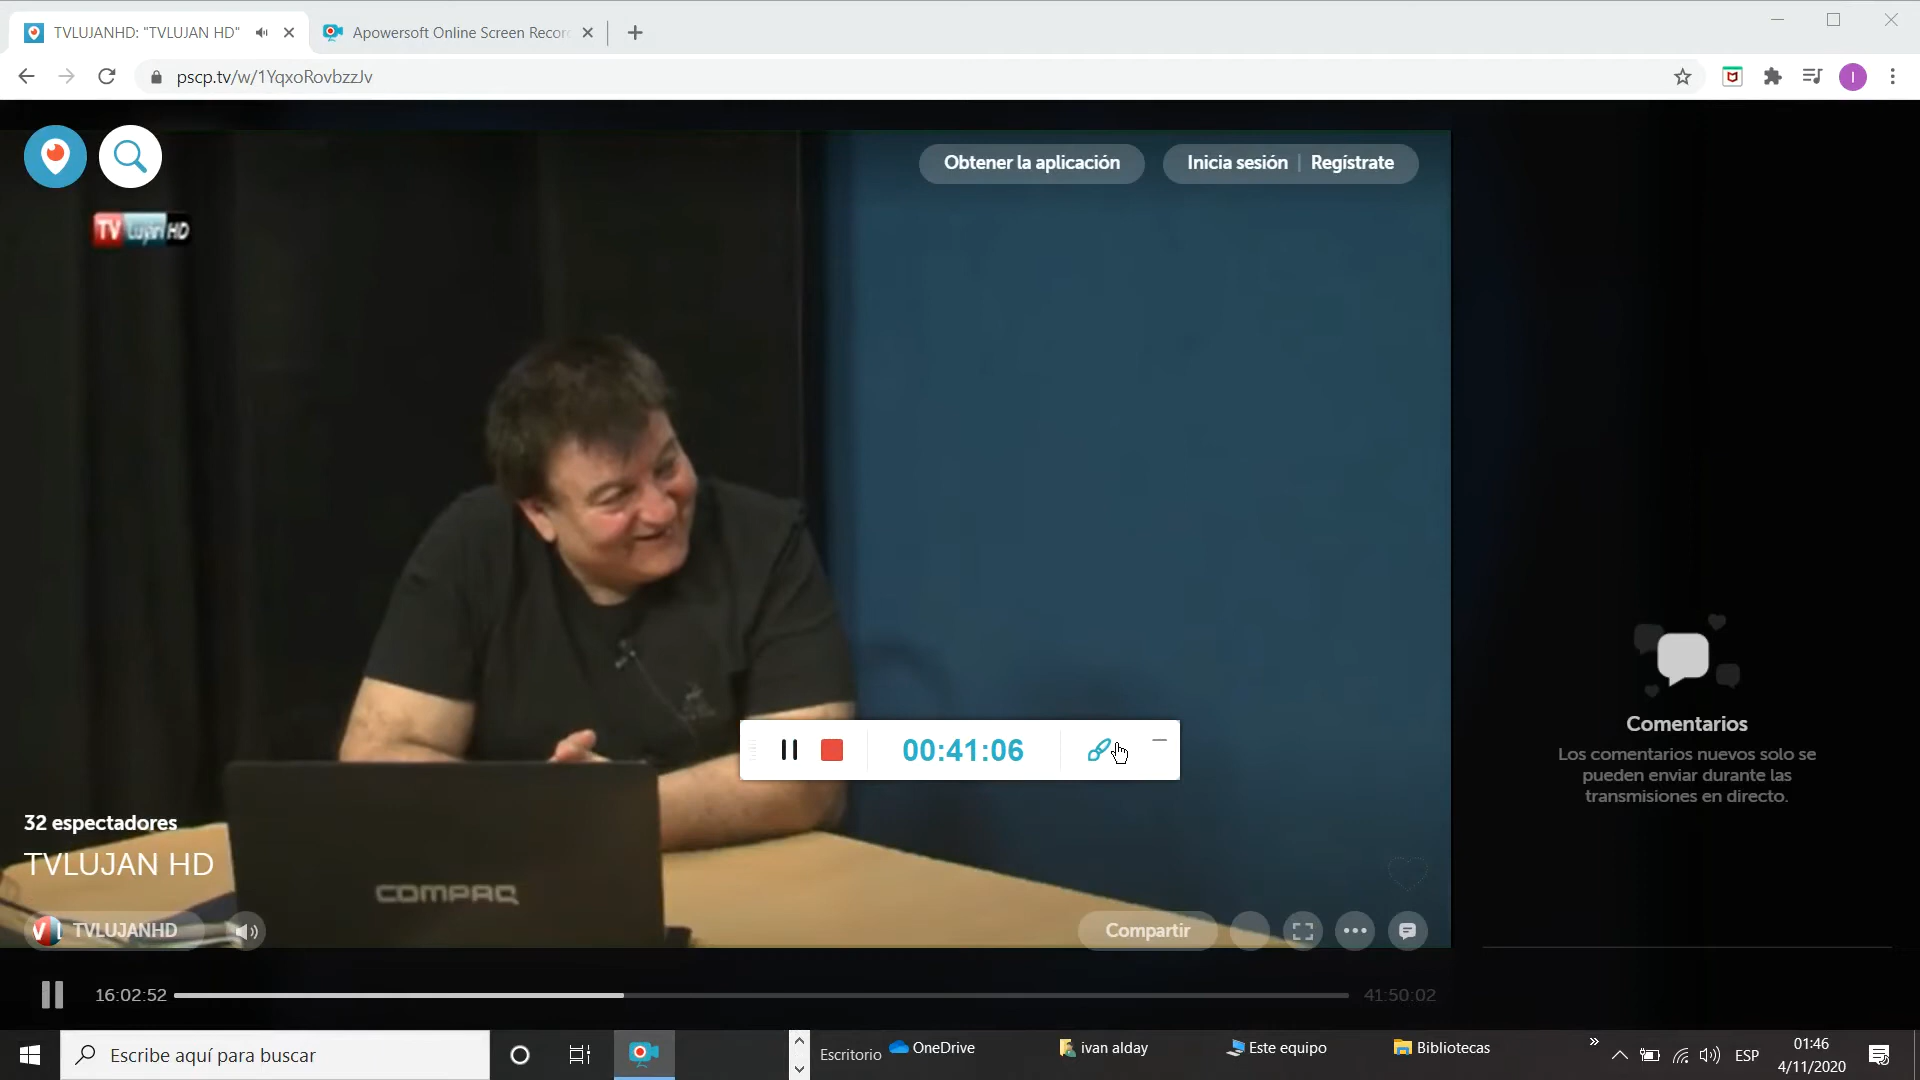 TVLUJANHD: "TVLUJAN HD"
Apowersoft Online Screen Recor
pscp.tv/w/1YqxoRovbzzJv
I
Obtener la aplicación
Inicia sesión | Regístrate
TV Luján HD
00:41:06
Comentarios
Los comentarios nuevos solo se
pueden enviar durante las
transmisiones en directo.
32 espectadores
TVLUJAN HD
COMPAQ
TVLUJANHD
Compartir
16:02:52
41:50:02
Escribe aquí para buscar
Escritorio
OneDrive
ivan alday
Este equipo
Bibliotecas
ESP
01:46
4/11/2020